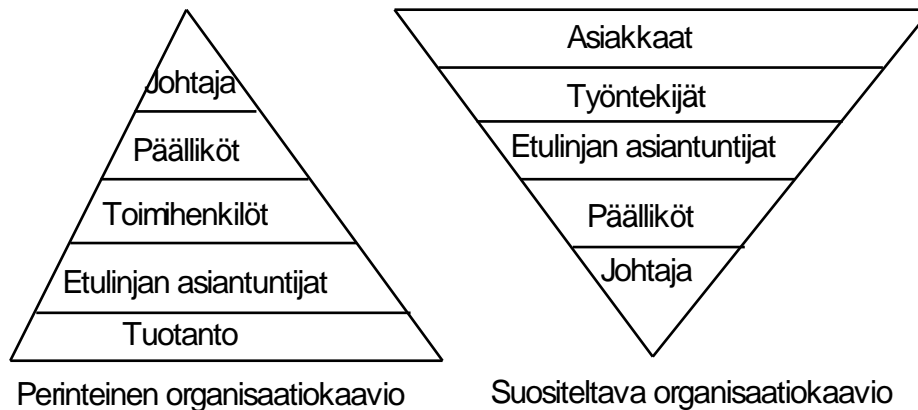 Johtaja
Päälliköt
Toimihenkilöt
Etulinjan asiantuntijat
Tuotanto
Perinteinen organisaatiokaavio
Asiakkaat
Työntekijät
Etulinjan asiantuntijat
Päälliköt
Johtaja
Suositeltava organisaatiokaavio